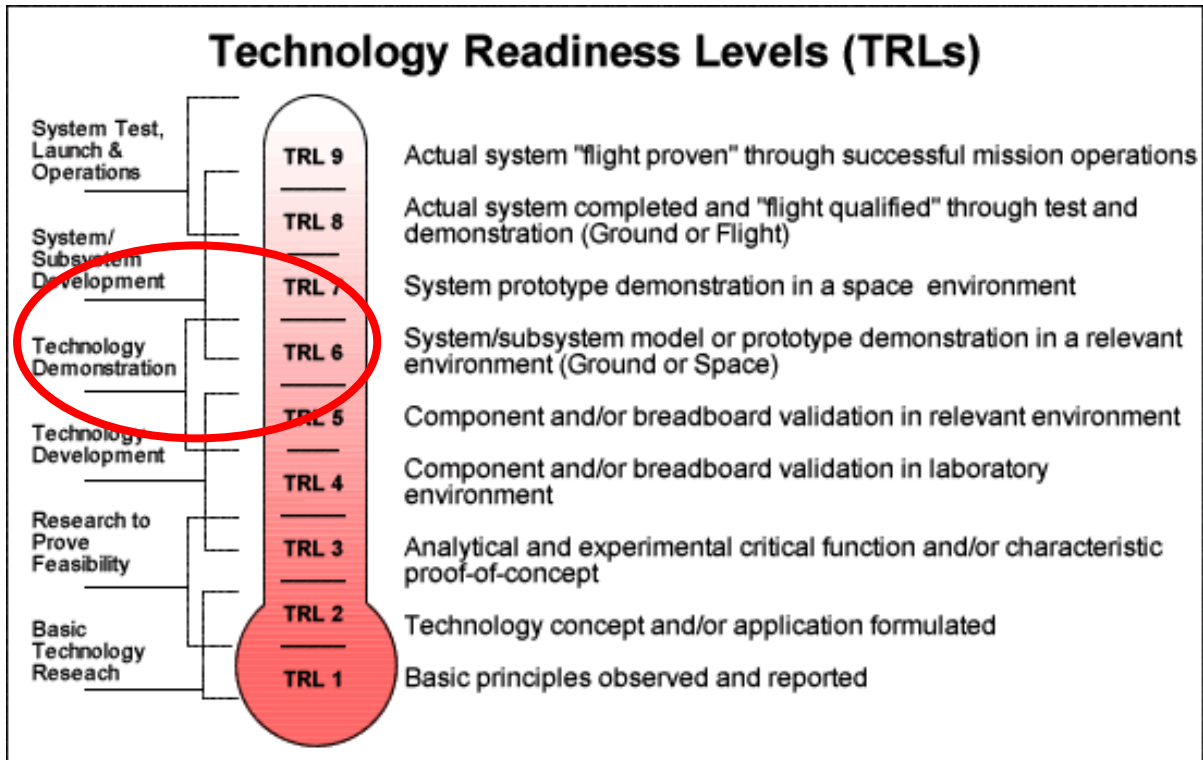 Technology Readiness Levels (TRLs)
System Test,
Launch &
Operations
System/
Subsystem
Development
Technology
Demonstration
Technology
Development
Research to
Prove
Feasibility
Basic
Technology
Reseach
TRL 9
Actual system "flight proven" through successful mission operations
TRL 8
Actual system completed and "flight qualified" through test and
demonstration (Ground or Flight)
TRL 7
System prototype demonstration in a space environment
TRL 6
System/subsystem model or prototype demonstration in a relevant
environment (Ground or Space)
TRL 5
Component and/or breadboard validation in relevant environment
TRL 4
Component and/or breadboard validation in laboratory
environment
TRL 3
Analytical and experimental critical function and/or characteristic
proof-of-concept
TRL 2
Technology concept and/or application formulated
TRL 1
Basic principles observed and reported